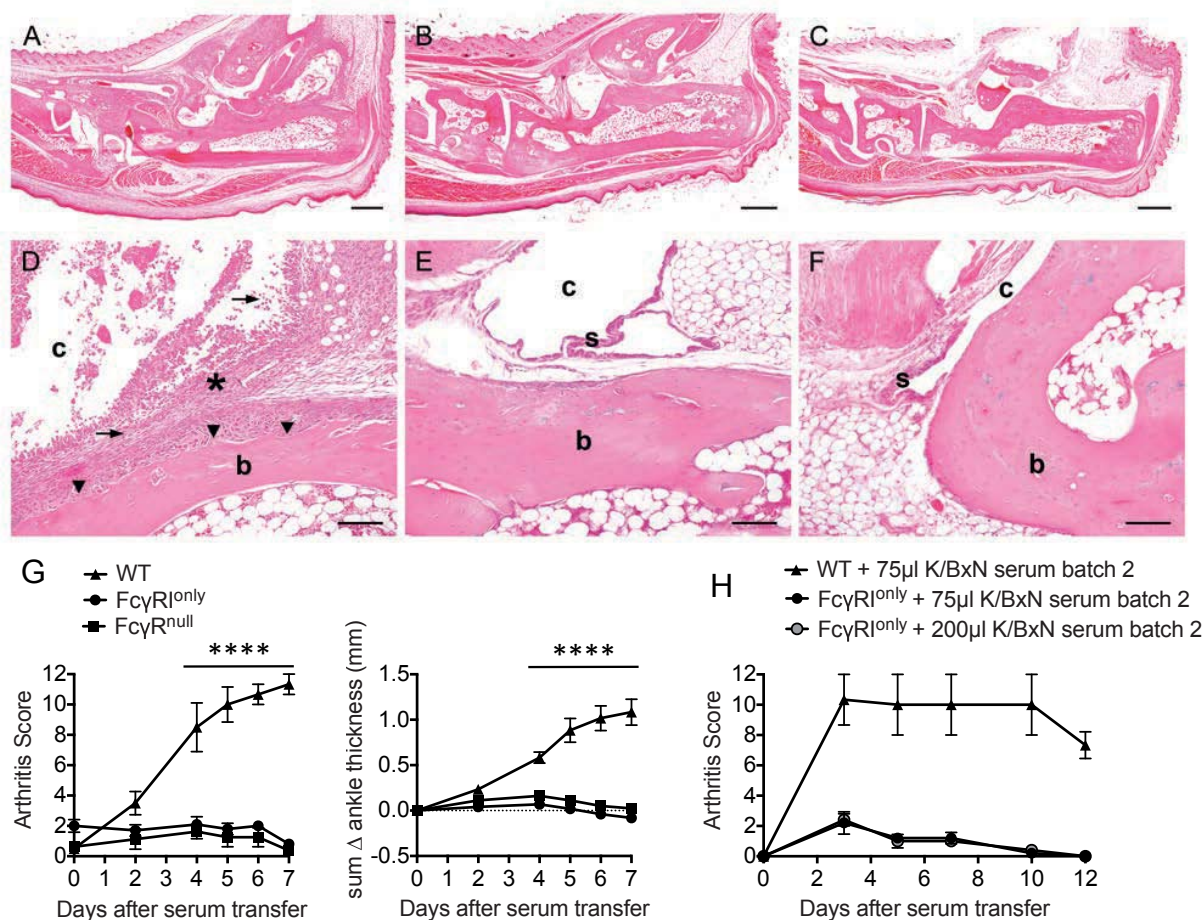 A
B
C
D
c
*
b
E
c
s
b
F
c
s
b
G
WT
FcγRI^only
FcγR^null
H
WT + 75µl K/BxN serum batch 2
FcγRI^only + 75µl K/BxN serum batch 2
FcγRI^only + 200µl K/BxN serum batch 2
****
12
10
8
6
4
2
0
Arthritis Score
0 1 2 3 4 5 6 7
Days after serum transfer
****
1.5
1.0
0.5
0.0
-0.5
sum Δ ankle thickness (mm)
0 1 2 3 4 5 6 7
Days after serum transfer
12
10
8
6
4
2
0
Arthritis Score
0 2 4 6 8 10 12
Days after serum transfer